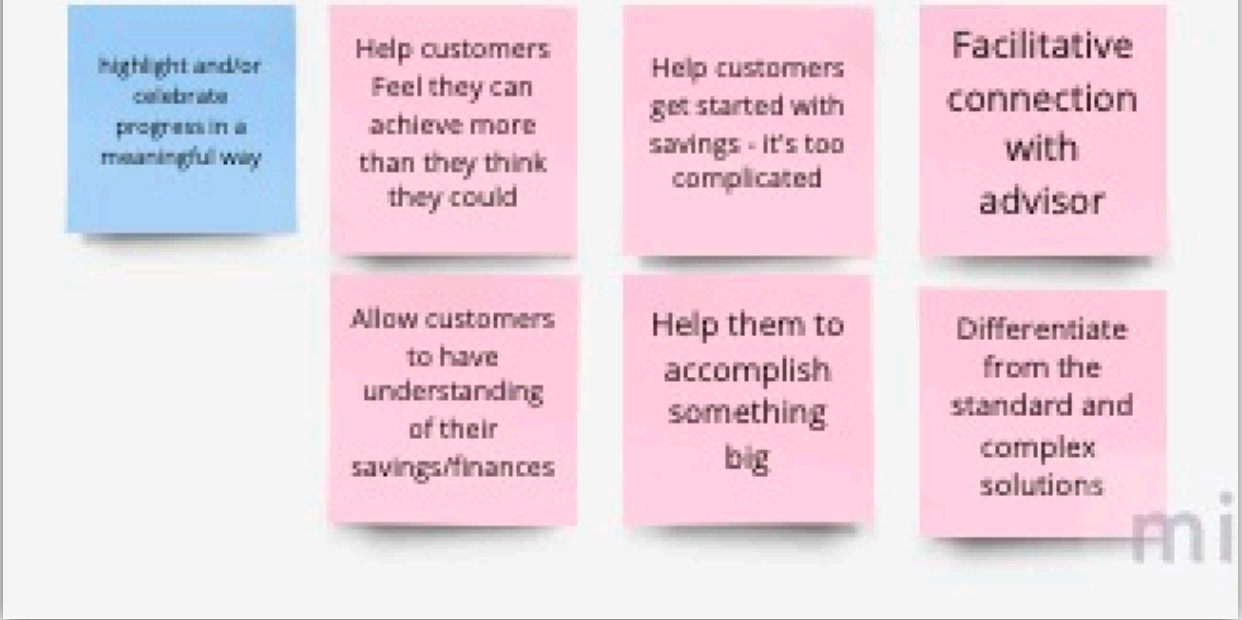 highlight and/or
celebrate
progress in a
meaningful way
Help customers
Feel they can
achieve more
than they think
they could
Help customers
get started with
savings - it's too
complicated
Facilitative
connection
with
advisor
Allow customers
to have
understanding
of their
savings/finances
Help them to
accomplish
something
big
Differentiate
from the
standard and
complex
solutions
mi